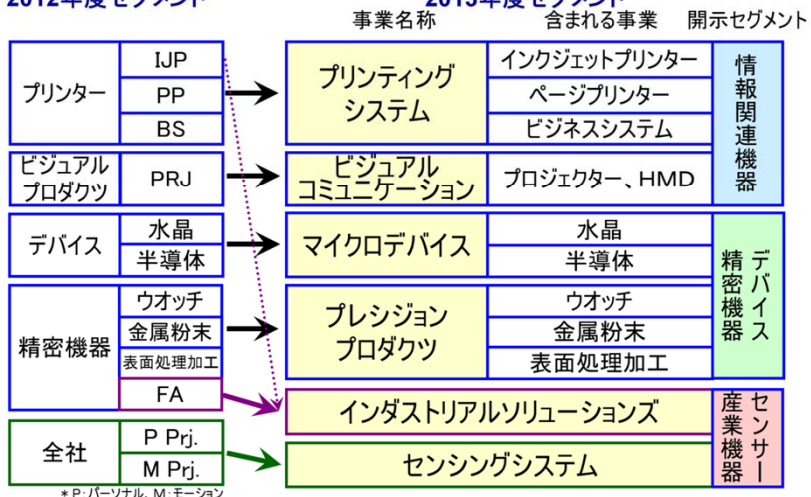 2012年度セグメント
2013年度セグメント
事業名称 含まれる事業 開示セグメント
プリンター
IJP
PP
BS
プリンティング
システム
インクジェットプリンター
ページプリンター
ビジネスシステム
情報関連機器
ビジュアル
プロダクツ
PRJ
ビジュアル
コミュニケーション
プロジェクター、HMD
デバイス
水晶
半導体
マイクロデバイス
水晶
半導体
デバイス
精密機器
精密機器
ウオッチ
金属粉末
表面処理加工
FA
プレシジョン
プロダクツ
ウオッチ
金属粉末
表面処理加工
インダストリアルソリューションズ
センサー
産業機器
全社
P Prj.
M Prj.
センシングシステム
*P:パーソナル、M:モーション